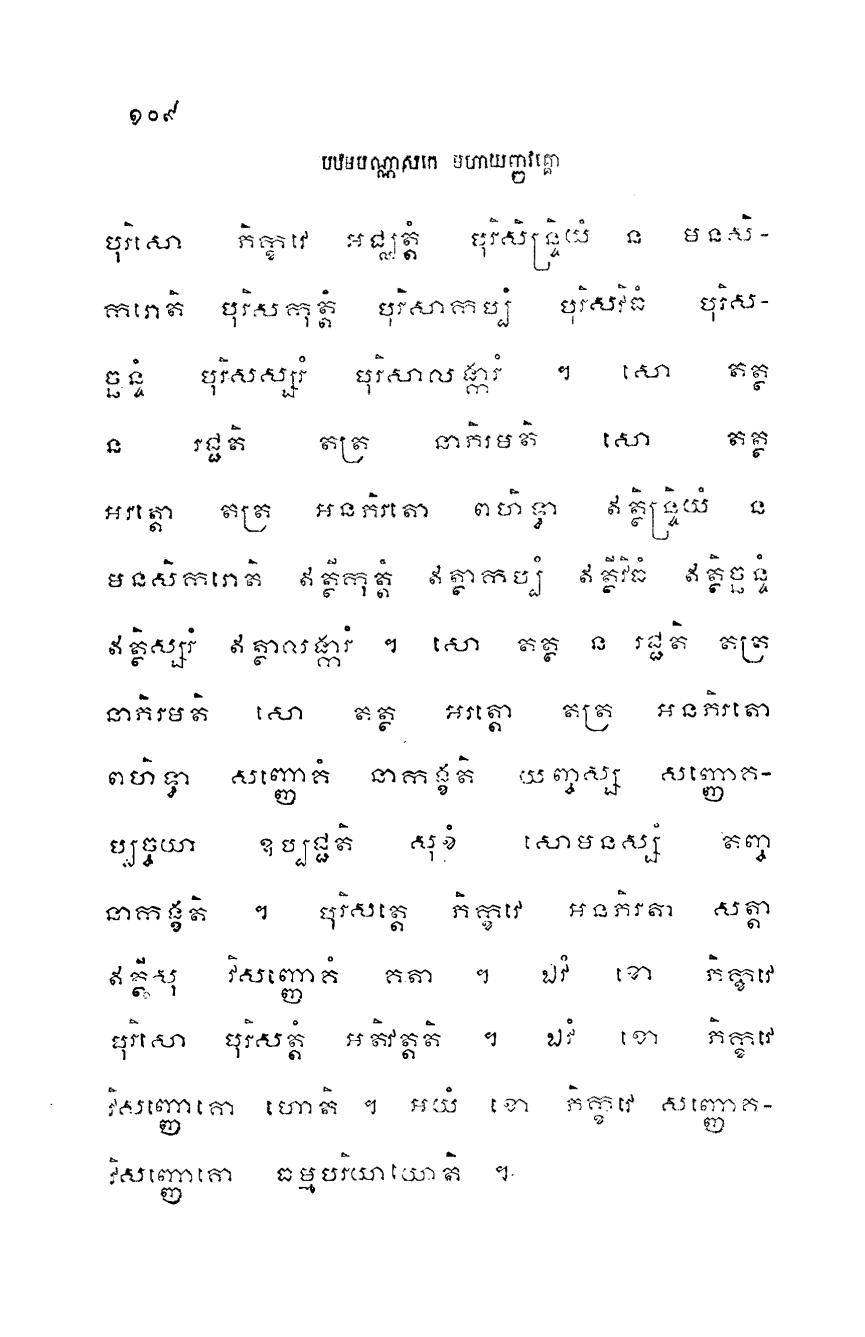 ១០៩
បឋមបណ្ណាសកេ មហាយញ្ញវគ្គោ
បុរិសោ ភិក្ខវេ អជ្ឈត្តំ បុរិសិន្ទ្រិយំ ន មនសិ-
ករោតិ បុរិសកុត្តំ បុរិសាកប្បំ បុរិសវិធំ បុរិស-
ច្ឆន្ទំ បុរិសស្សរំ បុរិសាលង្ការំ ។ សោ តត្ថ
ន រជ្ជតិ តត្រ នាភិរមតិ សោ តត្ថ
អរត្តោ តត្រ អនភិរតោ ពហិទ្ធា ឥត្ថិន្ទ្រិយំ ន
មនសិករោតិ ឥត្ថីកុត្តំ ឥត្ថាកប្បំ ឥត្ថីវិធំ ឥត្ថិច្ឆន្ទំ
ឥត្ថិស្សរំ ឥត្ថាលង្ការំ ។ សោ តត្ថ ន រជ្ជតិ តត្រ
នាភិរមតិ សោ តត្ថ អរត្តោ តត្រ អនភិរតោ
ពហិទ្ធា សញ្ញោគំ នាកង្ខតិ យញ្ចស្ស សញ្ញោគ-
ប្បច្ចយា ឧប្បជ្ជតិ សុខំ សោមនស្សំ តញ្ច
នាកង្ខតិ ។ បុរិសត្តេ ភិក្ខវេ អនភិរតា សត្តា
ឥត្ថីសុ វិសញ្ញោគំ គតា ។ ឯវំ ខោ ភិក្ខវេ
បុរិសោ បុរិសត្តំ អតិវត្តតិ ។ ឯវំ ខោ ភិក្ខវេ
វិសញ្ញោគោ ហោតិ ។ អយំ ខោ ភិក្ខវេ សញ្ញោគ-
វិសញ្ញោគោ ធម្មបរិយាយោតិ ។